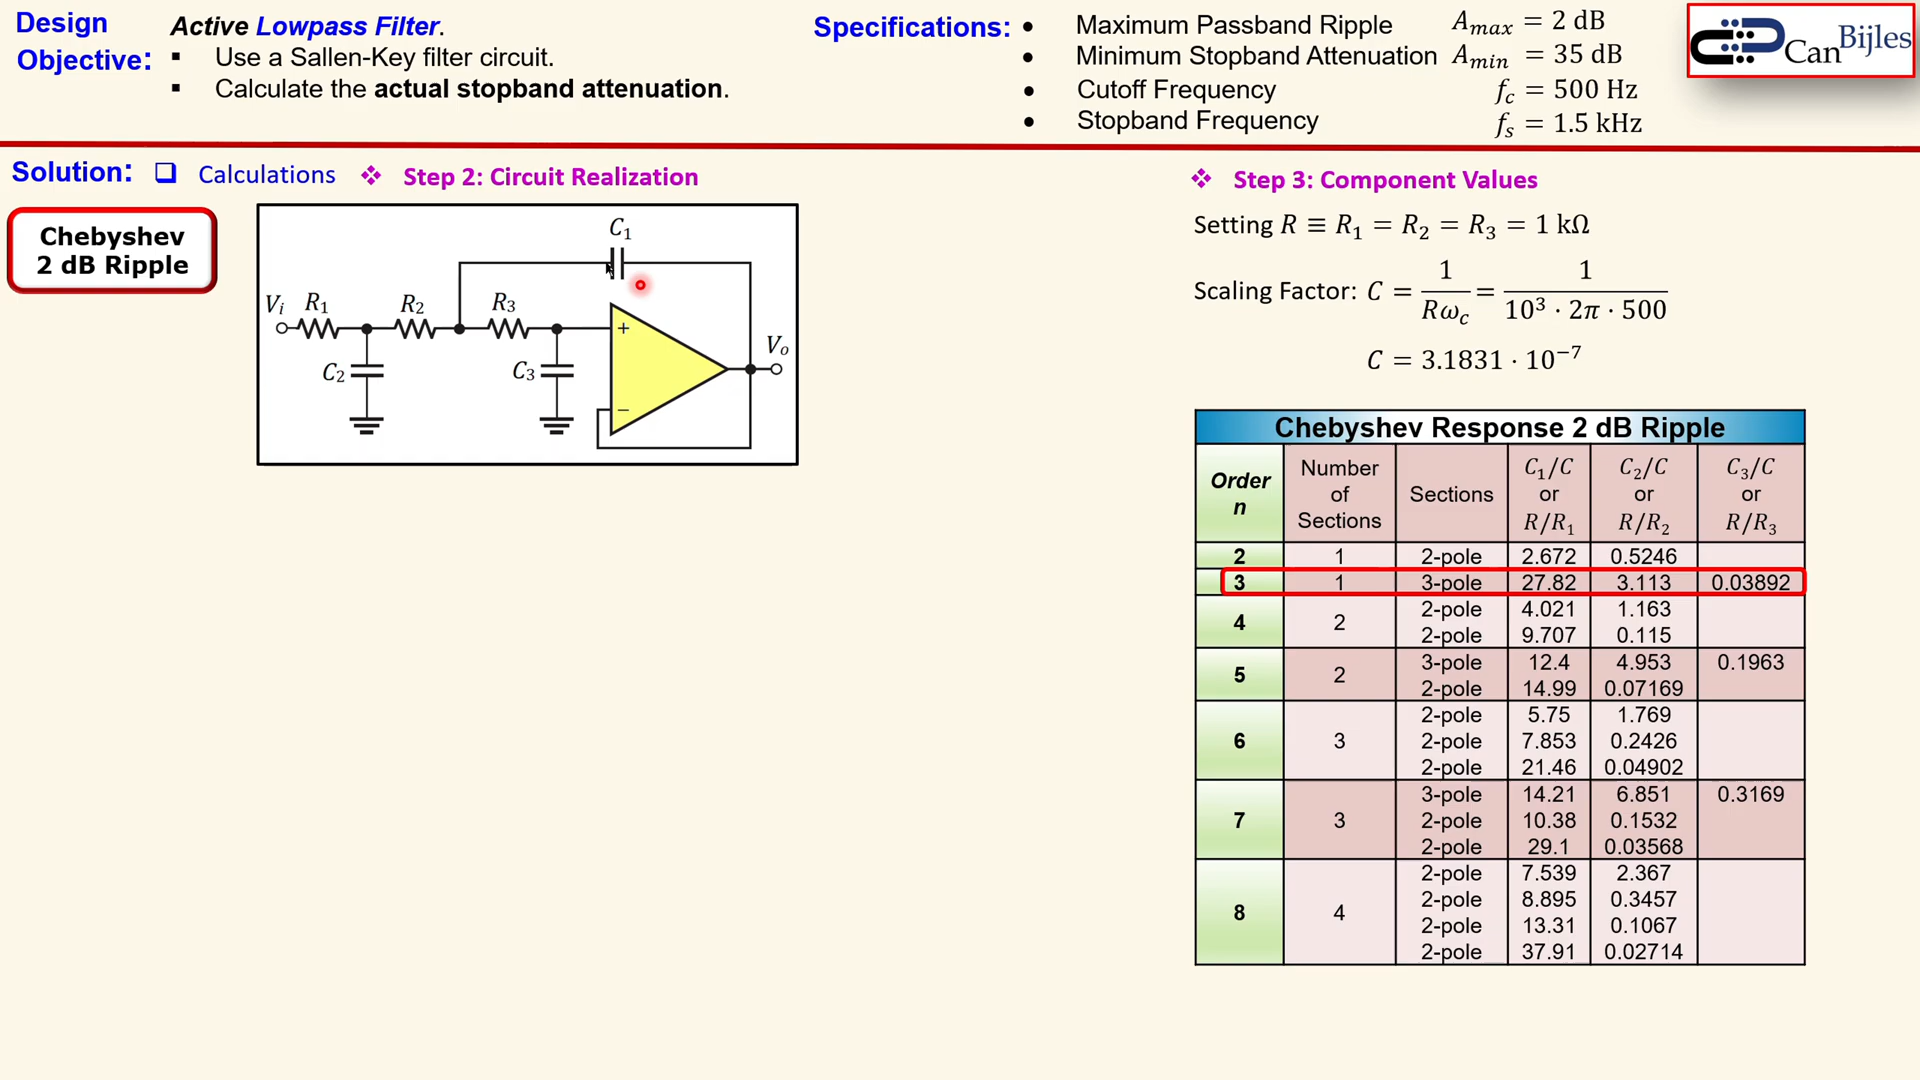 Design Objective:
Active Lowpass Filter.
▪ Use a Sallen-Key filter circuit.
▪ Calculate the actual stopband attenuation.
Specifications:
• Maximum Passband Ripple A_max = 2 dB
• Minimum Stopband Attenuation A_min = 35 dB
• Cutoff Frequency f_c = 500 Hz
• Stopband Frequency f_s = 1.5 kHz
CanBijles
Solution: ❑ Calculations ❖ Step 2: Circuit Realization
Chebyshev
2 dB Ripple
C₁
V_i R₁ R₂ R₃
+
V_o
C₂ C₃
−
❖ Step 3: Component Values
Setting R ≡ R₁ = R₂ = R₃ = 1 kΩ
Scaling Factor: C = 1/(Rω_c) = 1/(10³ · 2π · 500)
C = 3.1831 · 10⁻⁷
Chebyshev Response 2 dB Ripple
Order n | Number of Sections | Sections | C₁/C or R/R₁ | C₂/C or R/R₂ | C₃/C or R/R₃
2 1 2-pole 2.672 0.5246
3 1 3-pole 27.82 3.113 0.03892
4 2 2-pole 4.021 1.163
2-pole 9.707 0.115
5 2 3-pole 12.4 4.953 0.1963
2-pole 14.99 0.07169
6 3 2-pole 5.75 1.769
2-pole 7.853 0.2426
2-pole 21.46 0.04902
7 3 3-pole 14.21 6.851 0.3169
2-pole 10.38 0.1532
2-pole 29.1 0.03568
8 4 2-pole 7.539 2.367
2-pole 8.895 0.3457
2-pole 13.31 0.1067
2-pole 37.91 0.02714